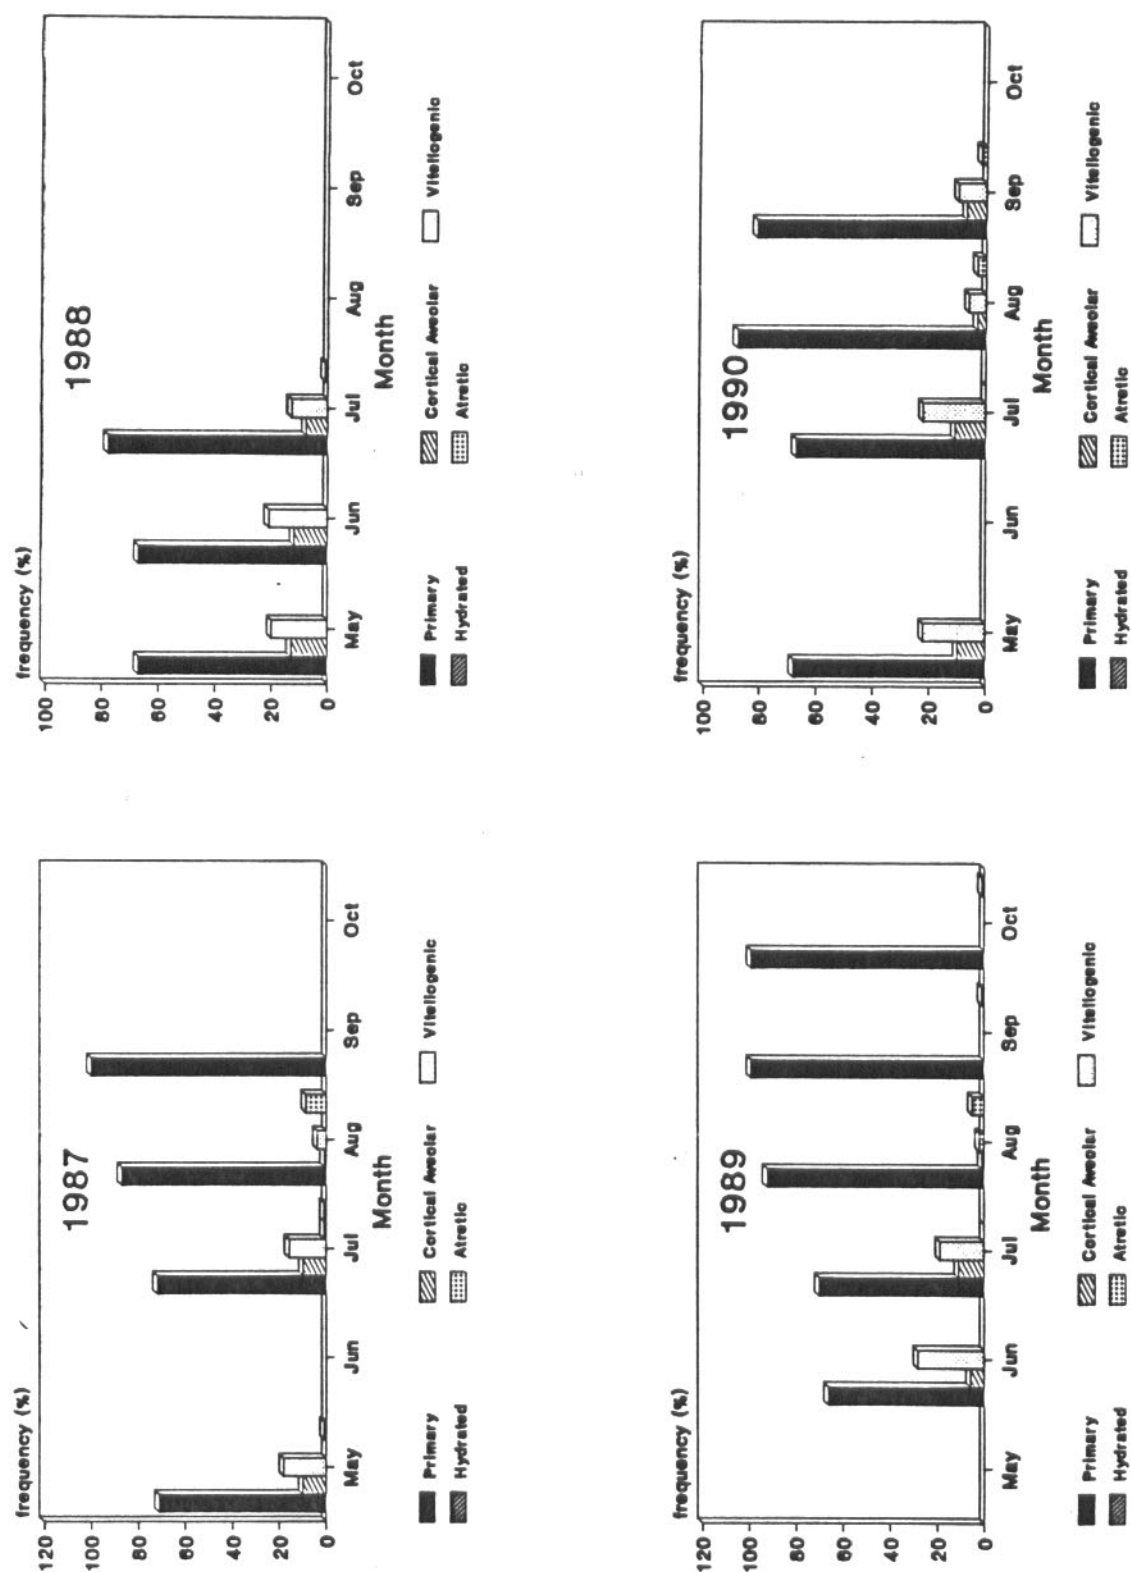 1987
frequency (%)
120
100
80
60
40
20
0
May
Jun
Jul
Aug
Sep
Oct
Month
Primary
Cortical Aweolar
Vitellogenic
Hydrated
Atretic
1988
frequency (%)
100
80
60
40
20
0
May
Jun
Jul
Aug
Sep
Oct
Month
Primary
Cortical Aweolar
Vitellogenic
Hydrated
Atretic
1989
frequency (%)
120
100
80
60
40
20
0
May
Jun
Jul
Aug
Sep
Oct
Month
Primary
Cortical Aweolar
Vitellogenic
Hydrated
Atretic
1990
frequency (%)
100
80
60
40
20
0
May
Jun
Jul
Aug
Sep
Oct
Month
Primary
Cortical Aweolar
Vitellogenic
Hydrated
Atretic